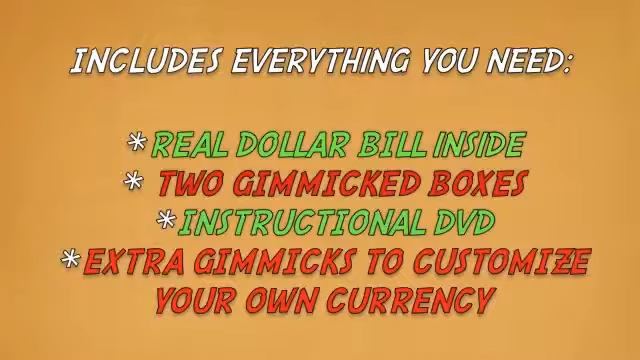 INCLUDES EVERYTHING YOU NEED:
*REAL DOLLAR BILL INSIDE
* TWO GIMMICKED BOXES
*INSTRUCTIONAL DVD
*EXTRA GIMMICKS TO CUSTOMIZE
YOUR OWN CURRENCY